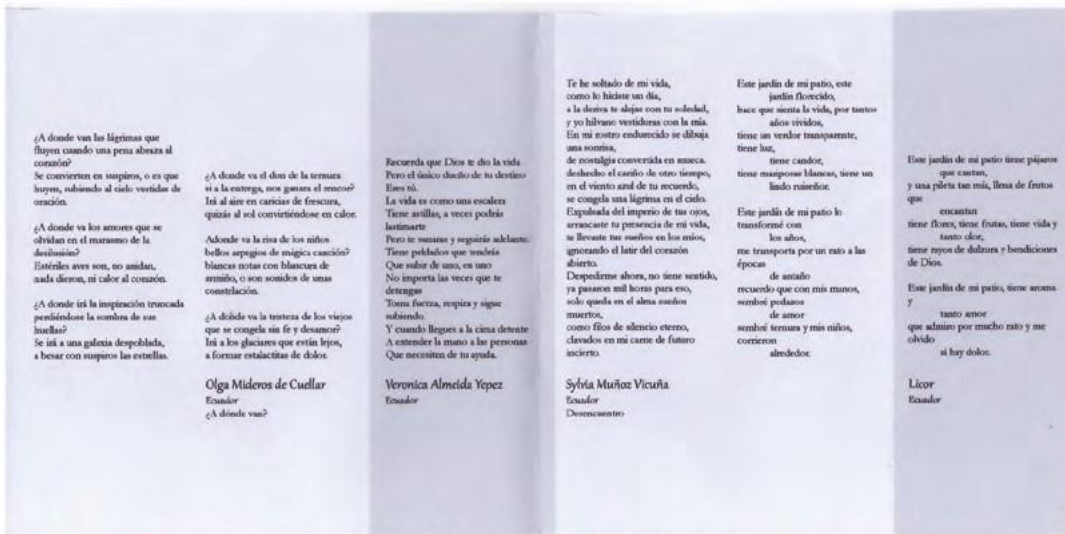 ¿A donde van las lágrimas que
fluyen cuando una pena abraza al
corazón?
Se convierten en suspiros, o es que
huyen, subiendo al cielo vestidas de
oración.
¿A donde va los amores que se
olvidan en el marasmo de la
desilusión?
Estériles aves son, no anidan,
nada dieron, ni calor al corazón.
¿A donde irá la inspiración truncada
perdiéndose la sombra de sus
huellas?
Se irá a una galaxia despoblada,
a besar con suspiros las estrellas.
¿A donde va el don de la ternura
si a la entrega, nos ganara el rencor?
Irá al aire en caricias de frescura,
quizás al sol convirtiéndose en calor.
Adonde va la risa de los niños
bellos arpegios de mágica canción?
blancas notas con blancura de
armiño, o son sonidos de unas
constelación.
¿A donde va la tristeza de los viejos
que se congela sin fe y desamor?
Irá a los glaciares que están lejos,
a formar estalactitas de dolor.
Olga Mideros de Cuellar
Ecuador
¿A dónde van?
Recuerda que Dios te dio la vida
Pero el único dueño de tu destino
Eres tú.
La vida es como una escalera
Tiene astillas, a veces podrás
lastimarte
Pero te sanaras y seguirás adelante.
Tiene peldaños que tendrás
Que subir de uno, en uno
No importa las veces que te
detengas
Toma fuerza, respira y sigue
subiendo.
Y cuando llegues a la cima detente
A extender la mano a las personas
Que necesiten de tu ayuda.
Veronica Almeida Yepez
Ecuador
Te he soltado de mi vida,
como lo hiciste un día,
a la deriva te alejas con tu soledad,
y yo hilvano vestiduras con la mía.
En mi rostro endurecido se dibuja
una sonrisa,
de nostalgia convertida en mueca.
deshecho el cariño de otro tiempo,
en el viento azul de tu recuerdo,
se congela una lágrima en el cielo.
Expulsada del imperio de tus ojos,
arrancaste tu presencia de mi vida,
te llevaste tus sueños en los míos,
ignorando el latir del corazón
abierto.
Despedirme ahora, no tiene sentido,
ya pasaron mil horas para eso,
solo queda en el alma sueños
muertos,
como filos de silencio eterno,
clavados en mi carne de futuro
incierto.
Sylvia Muñoz Vicuña
Ecuador
Desencuentro
Este jardín de mi patio, este
jardín florecido,
hace que sienta la vida, por tantos
años vividos,
tiene un verdor transparente,
tiene luz,
tiene candor,
tiene mariposas blancas, tiene un
lindo ruiseñor.
Este jardín de mi patio lo
transformé con
los años,
me transporta por un rato a las
épocas
de antaño
recuerdo que con mis manos,
sembré pedazos
de amor
sembré ternura y mis niños,
corrieron
alrededor.
Este jardín de mi patio tiene pájaros
que cantan,
y una pileta tan mía, llena de frutos
que
encantan
tiene flores, tiene frutas, tiene vida y
tanto olor,
tiene rayos de dulzura y bendiciones
de Dios.
Este jardín de mi patio, tiene aroma
y
tanto amor
que admiro por mucho rato y me
olvido
si hay dolor.
Licor
Ecuador